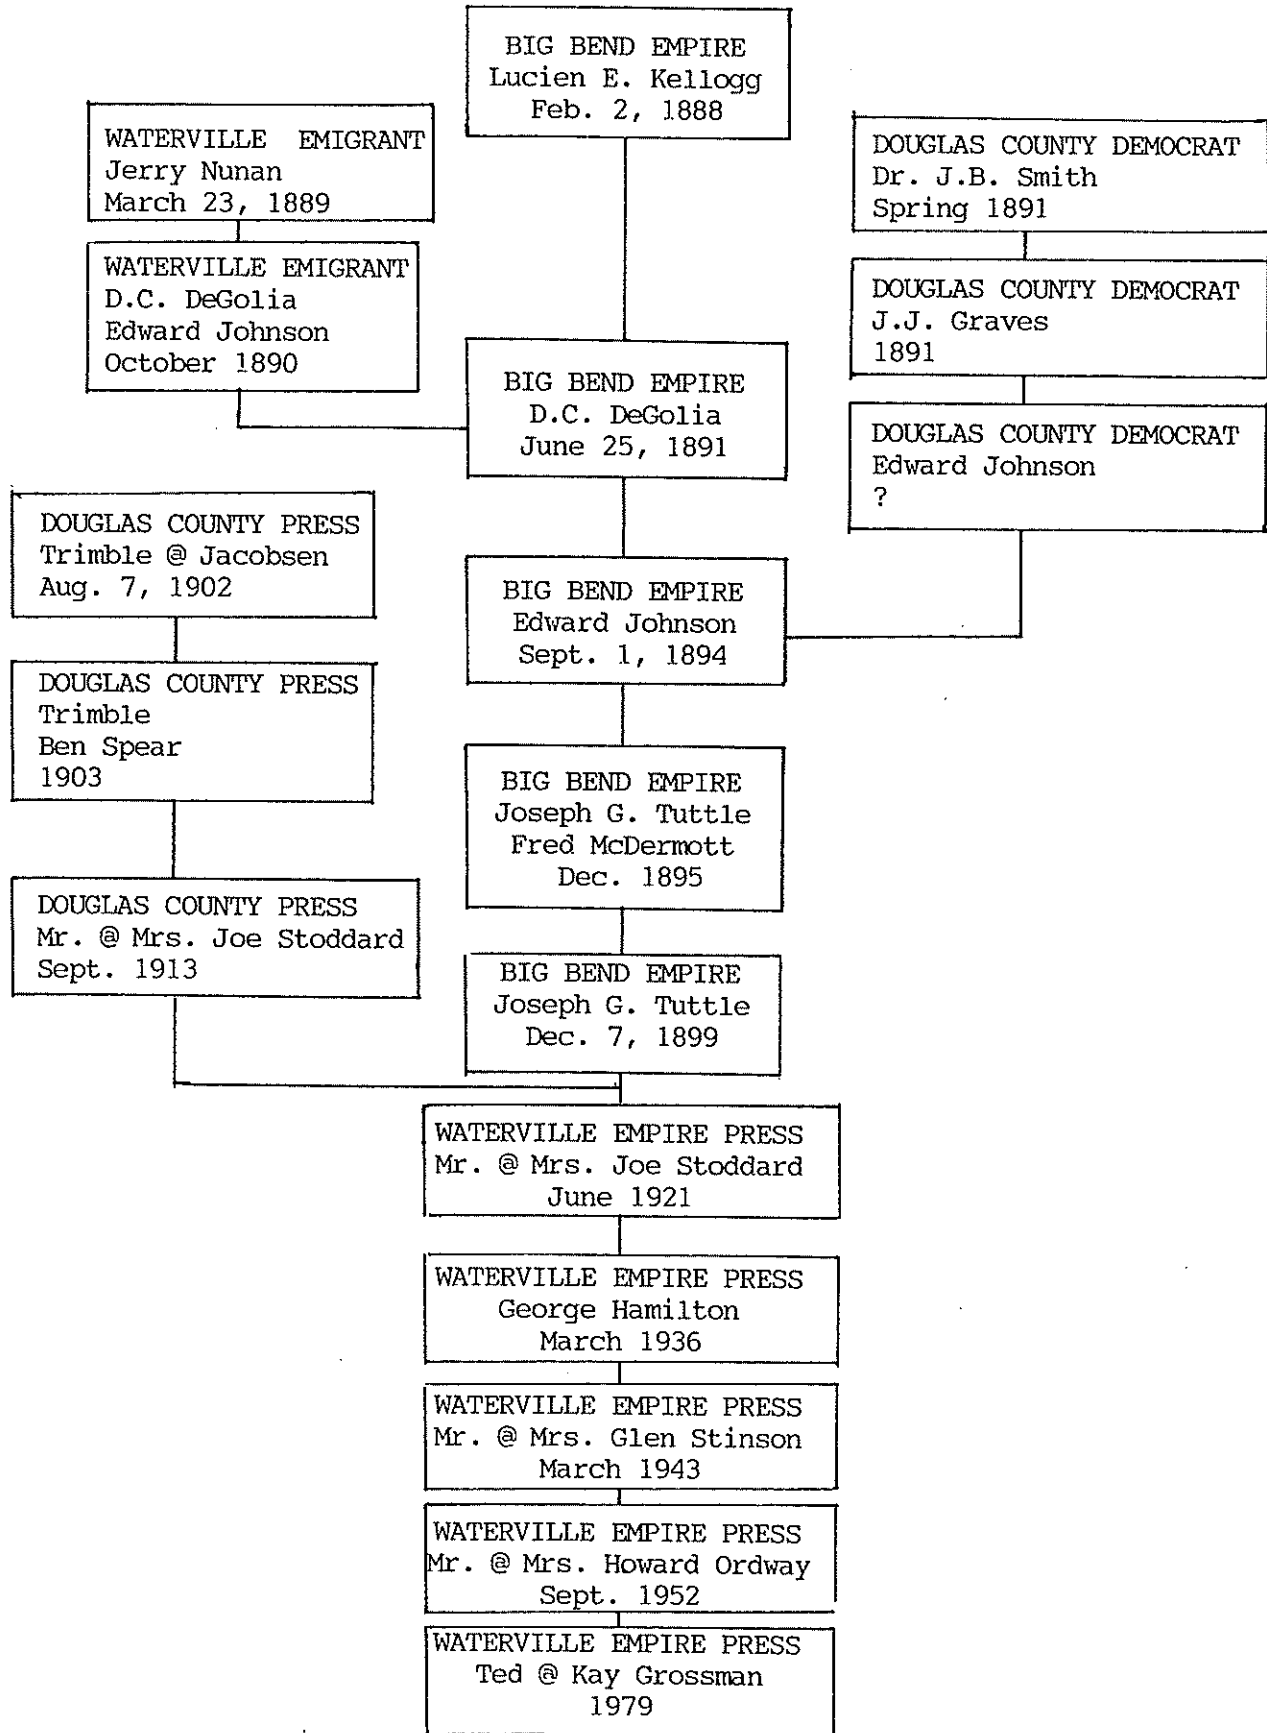 BIG BEND EMPIRE
Lucien E. Kellogg
Feb. 2, 1888
WATERVILLE EMIGRANT
Jerry Nunan
March 23, 1889
WATERVILLE EMIGRANT
D.C. DeGolia
Edward Johnson
October 1890
DOUGLAS COUNTY DEMOCRAT
Dr. J.B. Smith
Spring 1891
DOUGLAS COUNTY DEMOCRAT
J.J. Graves
1891
DOUGLAS COUNTY DEMOCRAT
Edward Johnson
?
BIG BEND EMPIRE
D.C. DeGolia
June 25, 1891
BIG BEND EMPIRE
Edward Johnson
Sept. 1, 1894
DOUGLAS COUNTY PRESS
Trimble @ Jacobsen
Aug. 7, 1902
DOUGLAS COUNTY PRESS
Trimble
Ben Spear
1903
DOUGLAS COUNTY PRESS
Mr. @ Mrs. Joe Stoddard
Sept. 1913
BIG BEND EMPIRE
Joseph G. Tuttle
Fred McDermott
Dec. 1895
BIG BEND EMPIRE
Joseph G. Tuttle
Dec. 7, 1899
WATERVILLE EMPIRE PRESS
Mr. @ Mrs. Joe Stoddard
June 1921
WATERVILLE EMPIRE PRESS
George Hamilton
March 1936
WATERVILLE EMPIRE PRESS
Mr. @ Mrs. Glen Stinson
March 1943
WATERVILLE EMPIRE PRESS
Mr. @ Mrs. Howard Ordway
Sept. 1952
WATERVILLE EMPIRE PRESS
Ted @ Kay Grossman
1979